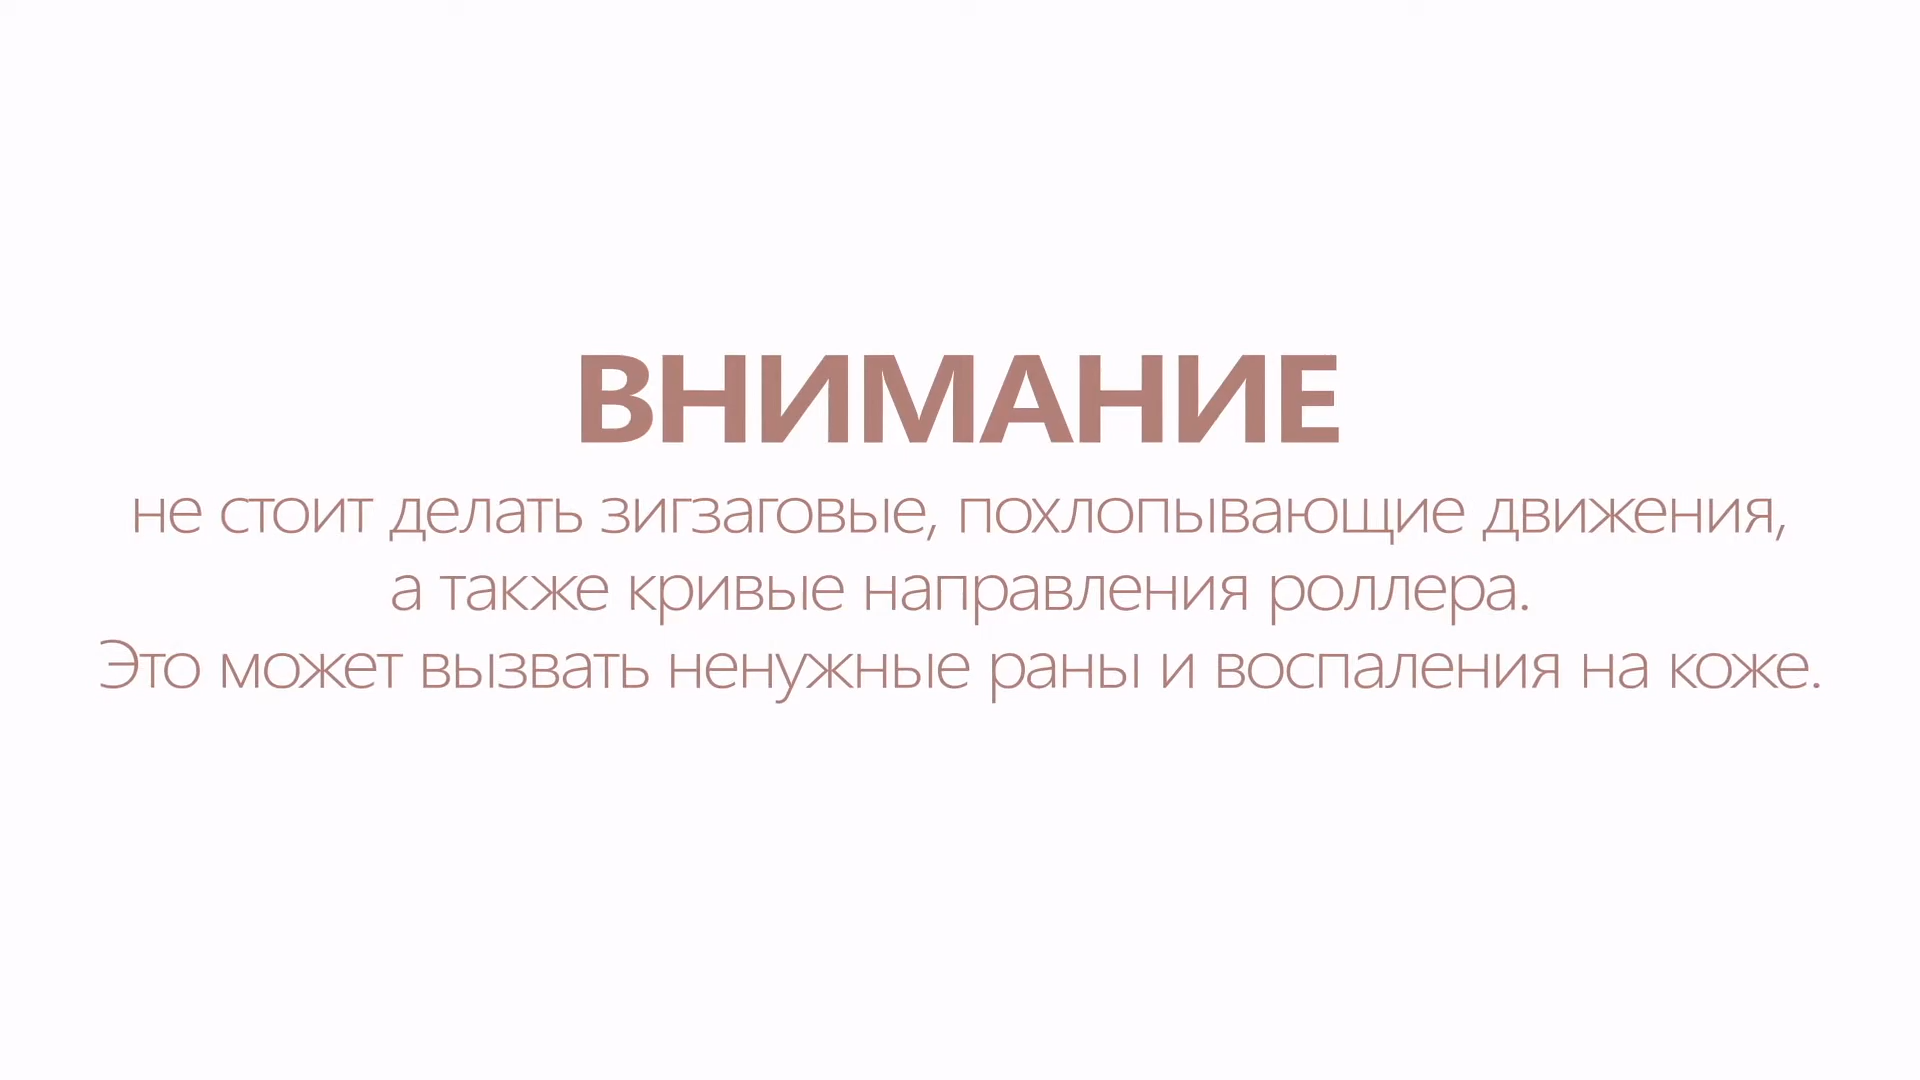 ВНИМАНИЕ
не стоит делать зигзаговые, похлопывающие движения,
а также кривые направления роллера.
Это может вызвать ненужные раны и воспаления на коже.